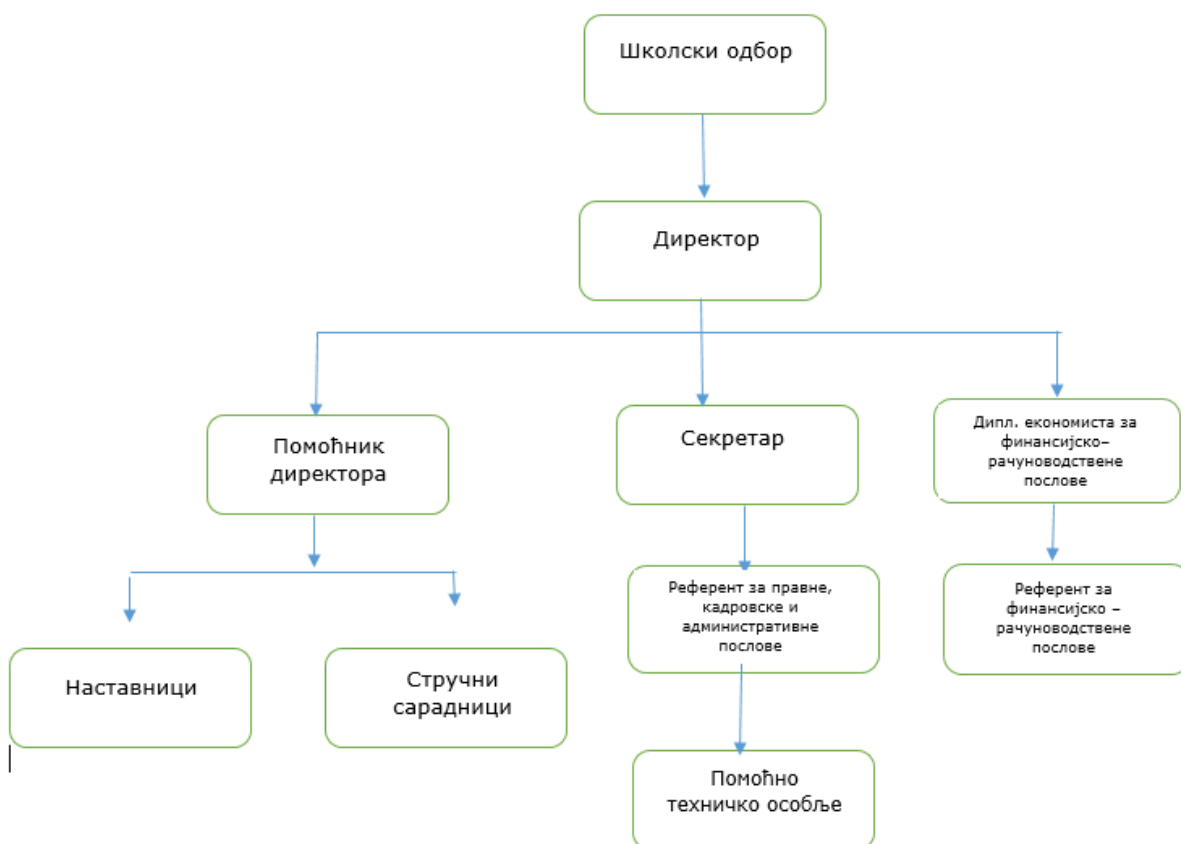 Школски одбор
Директор
Помоћник
директора
Секретар
Дипл. економиста за
финансијско–
рачуноводствене
послове
Референт за правне,
кадровске и
административне
послове
Референт за
финансијско –
рачуноводствене
послове
Наставници
Стручни
сарадници
Помоћно
техничко особље